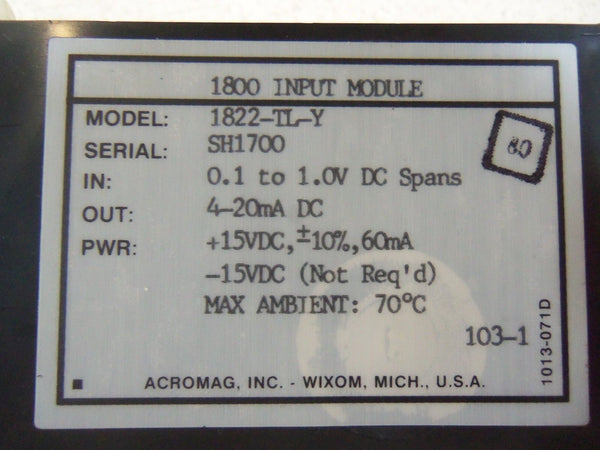 1800 INPUT MODULE
MODEL: 1822-TL-Y
SERIAL: SH1700
IN: 0.1 to 1.0V DC Spans
OUT: 4-20mA DC
PWR: +15VDC,±10%,60mA
-15VDC (Not Req'd)
MAX AMBIENT: 70°C
103-1
ACROMAG, INC. - WIXOM, MICH., U.S.A.
1013-071D